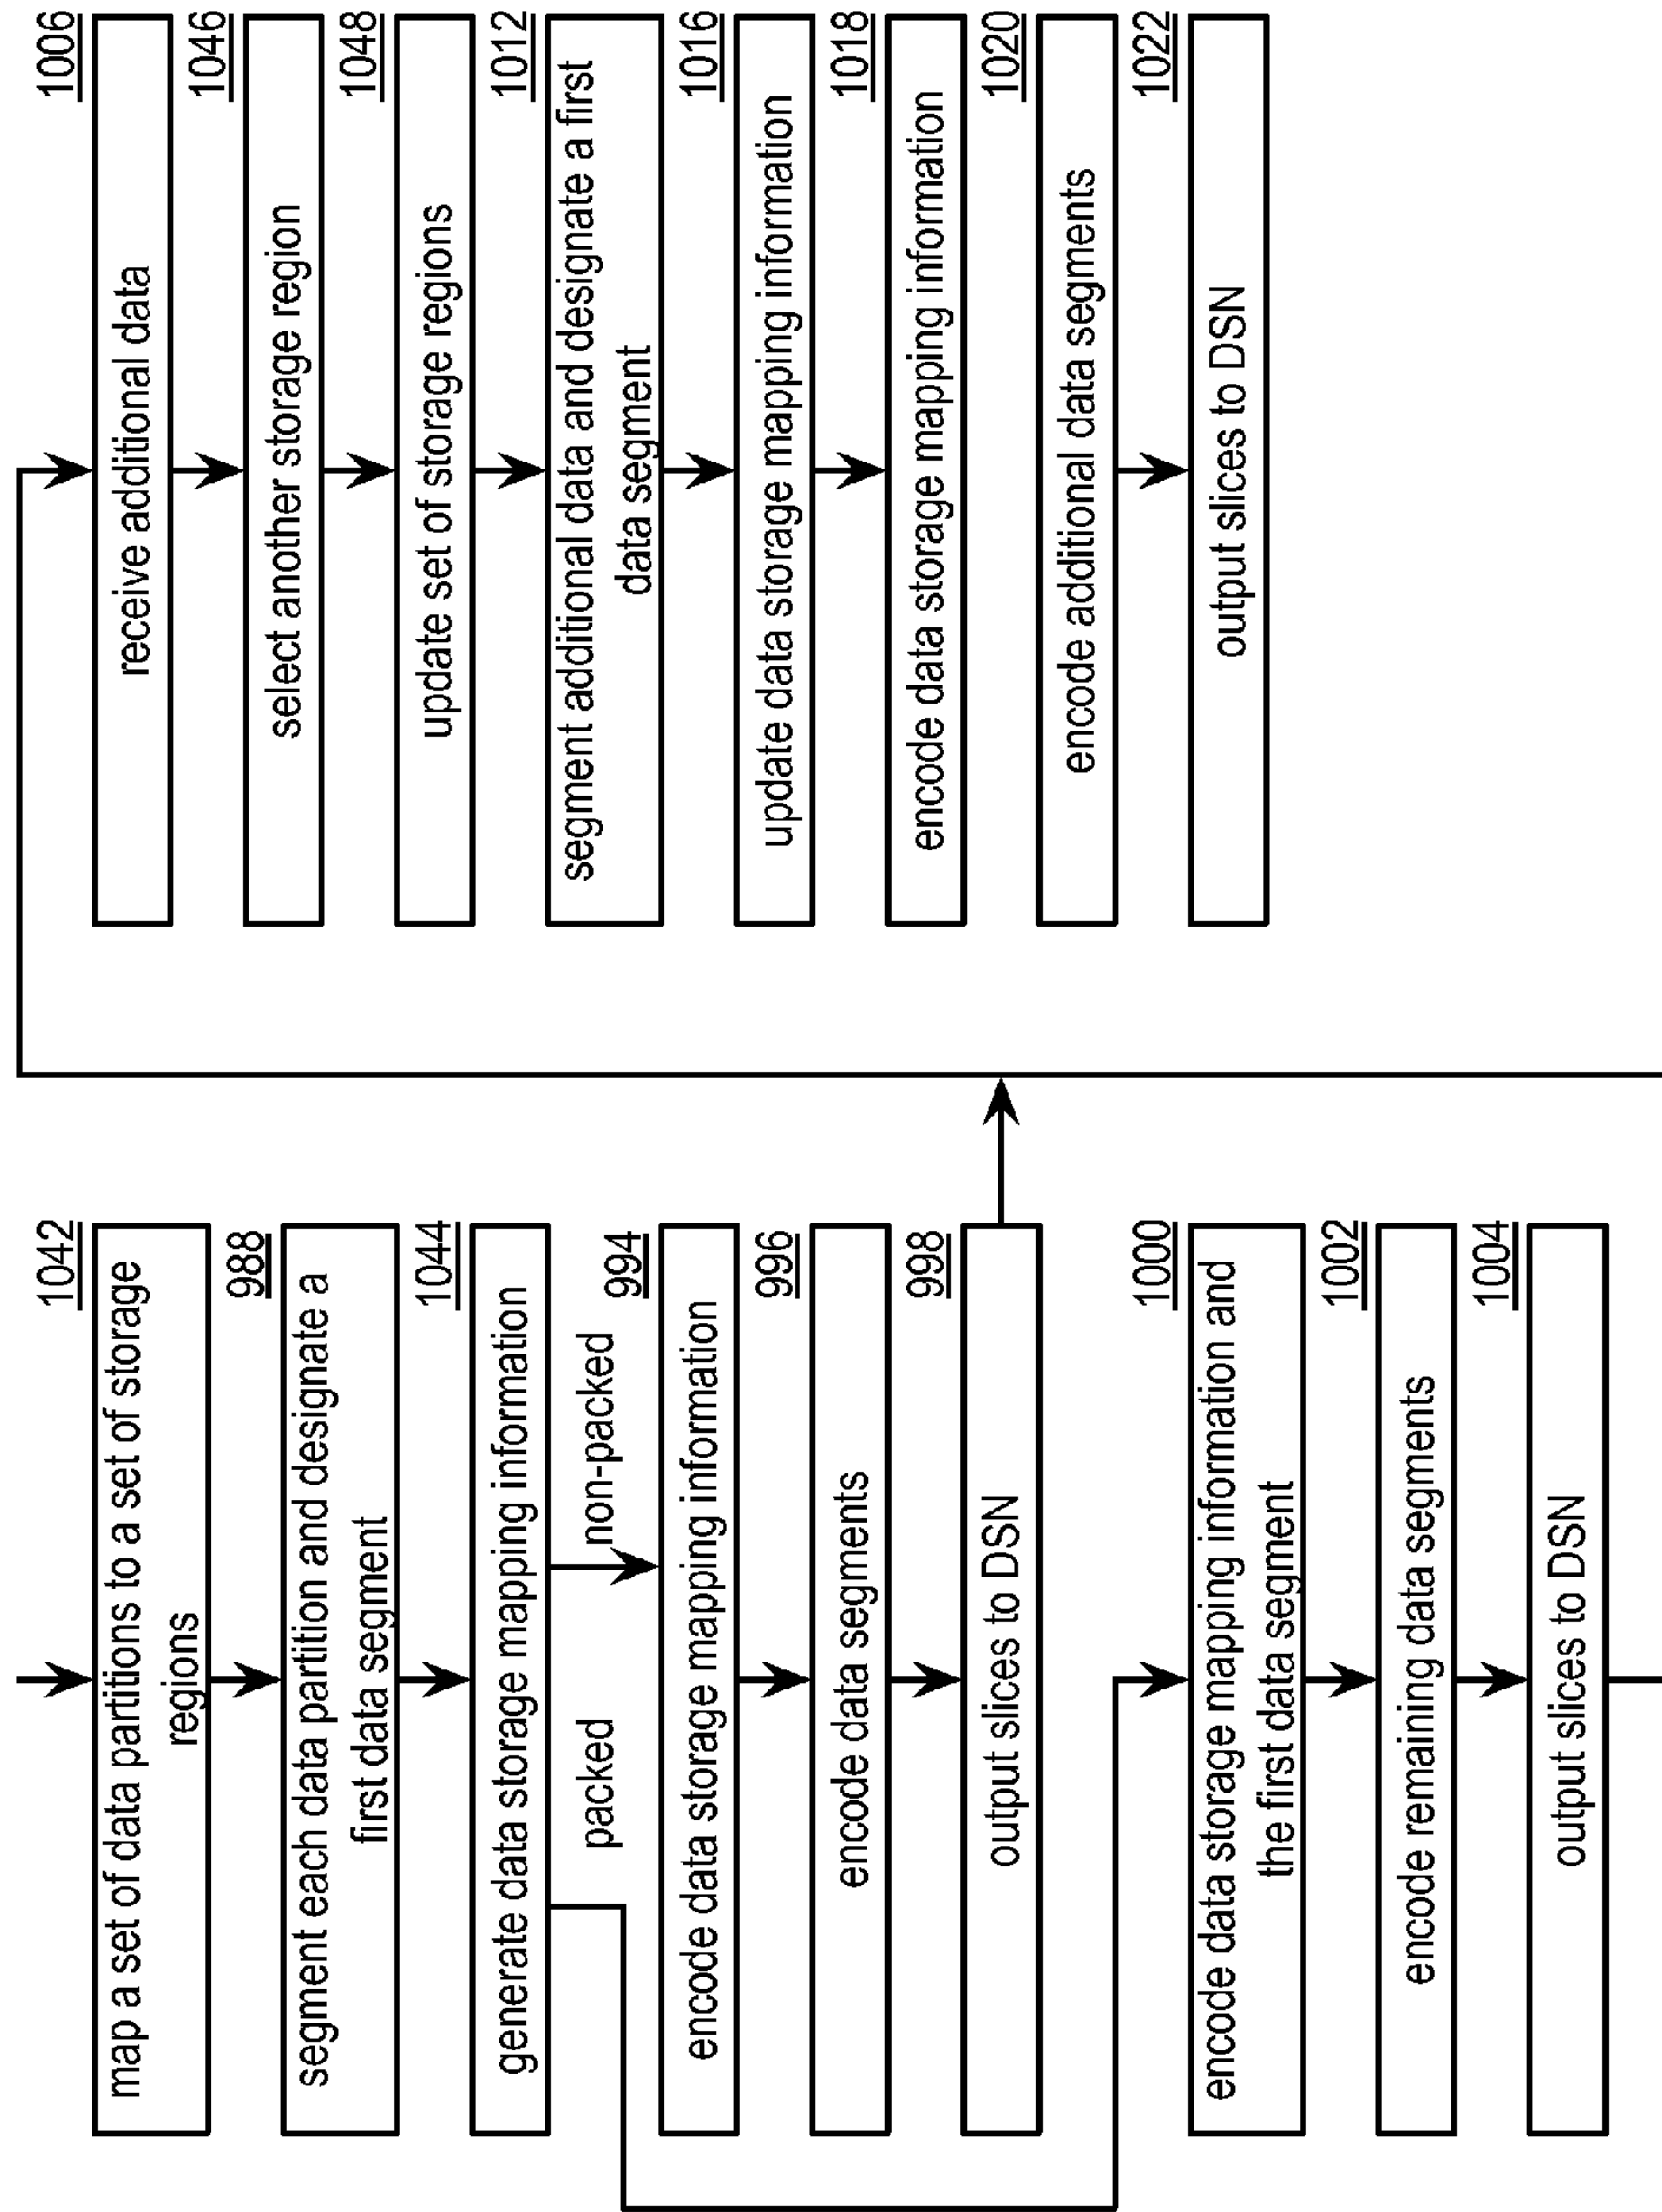 1042
map a set of data partitions to a set of storage
regions
988
segment each data partition and designate a
first data segment
1044
generate data storage mapping information
packed
non-packed
994
encode data storage mapping information
996
encode data segments
998
output slices to DSN
1000
encode data storage mapping information and
the first data segment
1002
encode remaining data segments
1004
output slices to DSN
1006
receive additional data
1046
select another storage region
1048
update set of storage regions
1012
segment additional data and designate a first
data segment
1016
update data storage mapping information
1018
encode data storage mapping information
1020
encode additional data segments
1022
output slices to DSN